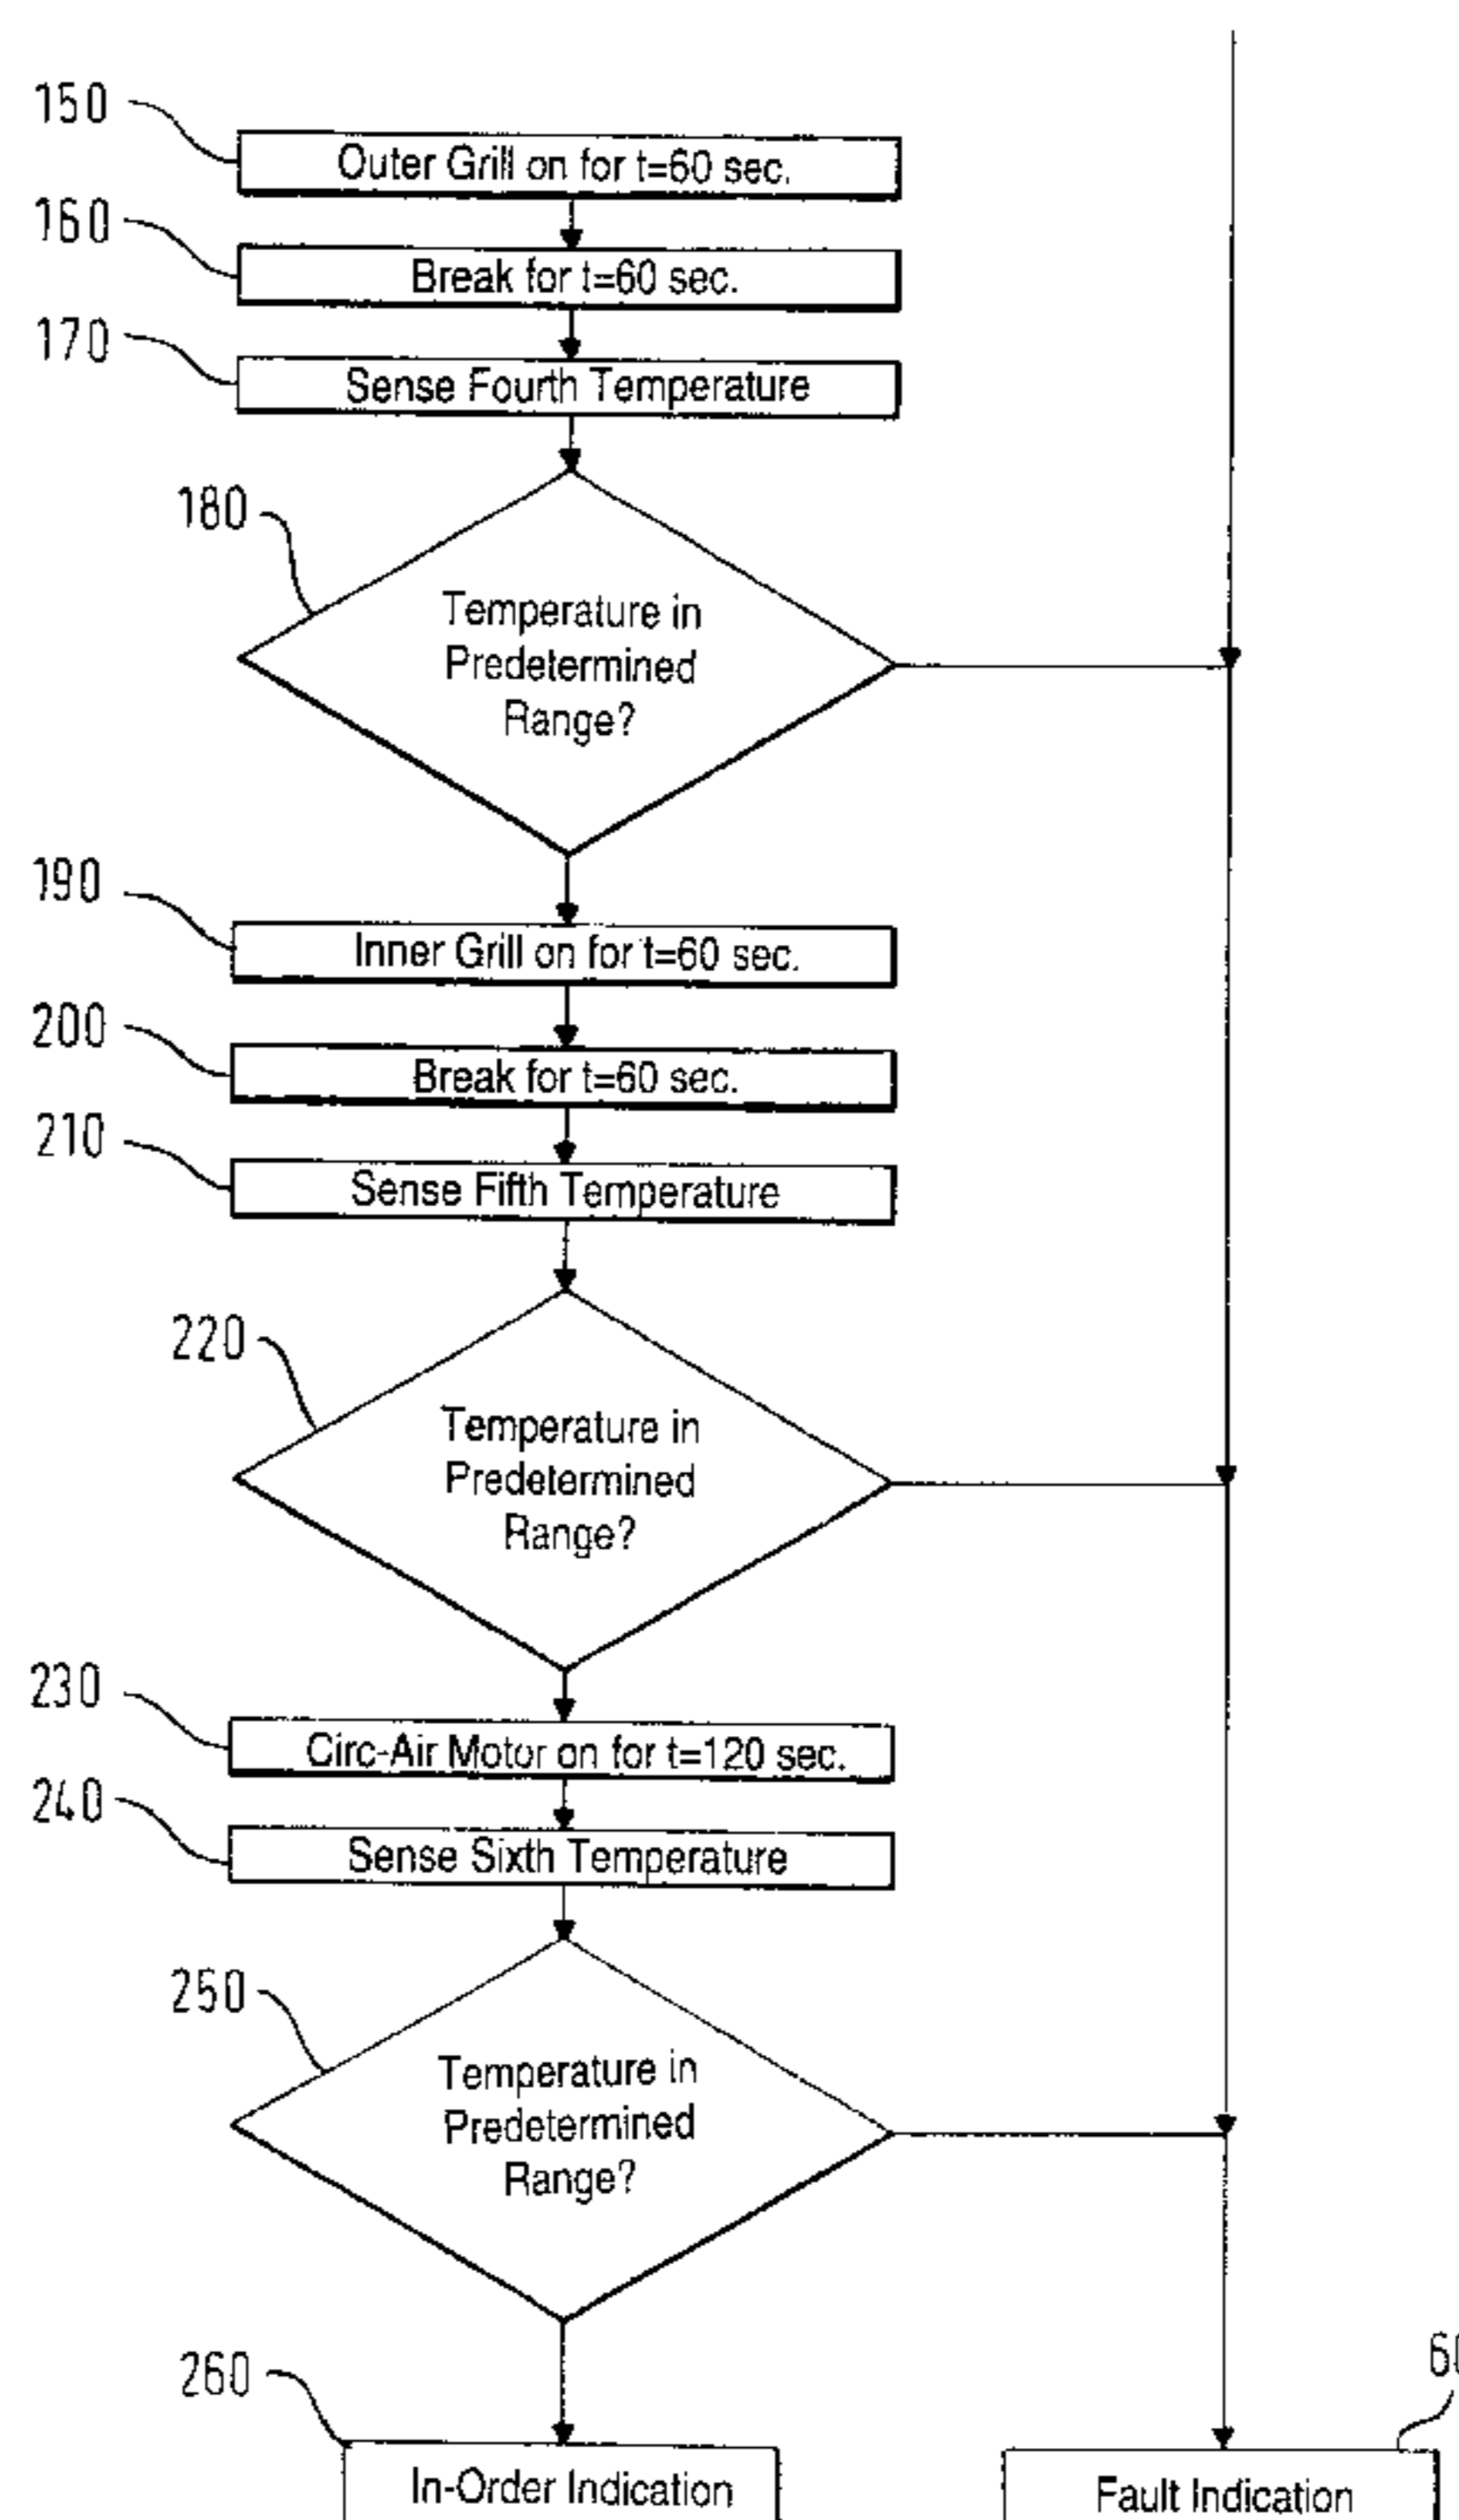 150
Outer Grill on for t=60 sec.
160
Break for t=60 sec.
170
Sense Fourth Temperature
180
Temperature in
Predetermined
Range?
190
Inner Grill on for t=60 sec.
200
Break for t=60 sec.
210
Sense Fifth Temperature
220
Temperature in
Predetermined
Range?
230
Circ-Air Motor on for t=120 sec.
240
Sense Sixth Temperature
250
Temperature in
Predetermined
Range?
260
In-Order Indication
Fault Indication